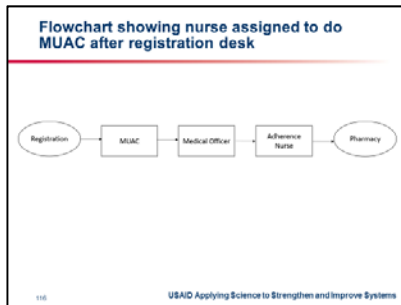 Flowchart showing nurse assigned to do
MUAC after registration desk
Registration
MUAC
Medical Officer
Adherence
Nurse
Pharmacy
USAID Applying Science to Strengthen and Improve Systems